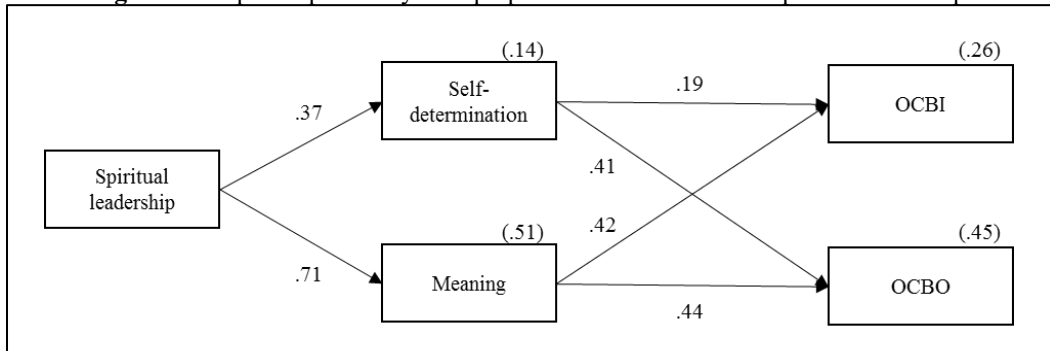 (.14)
(.26)
Self-
determination
.19
OCBI
.37
Spiritual
leadership
.41
.42
(.51)
(.45)
.71
Meaning
OCBO
.44